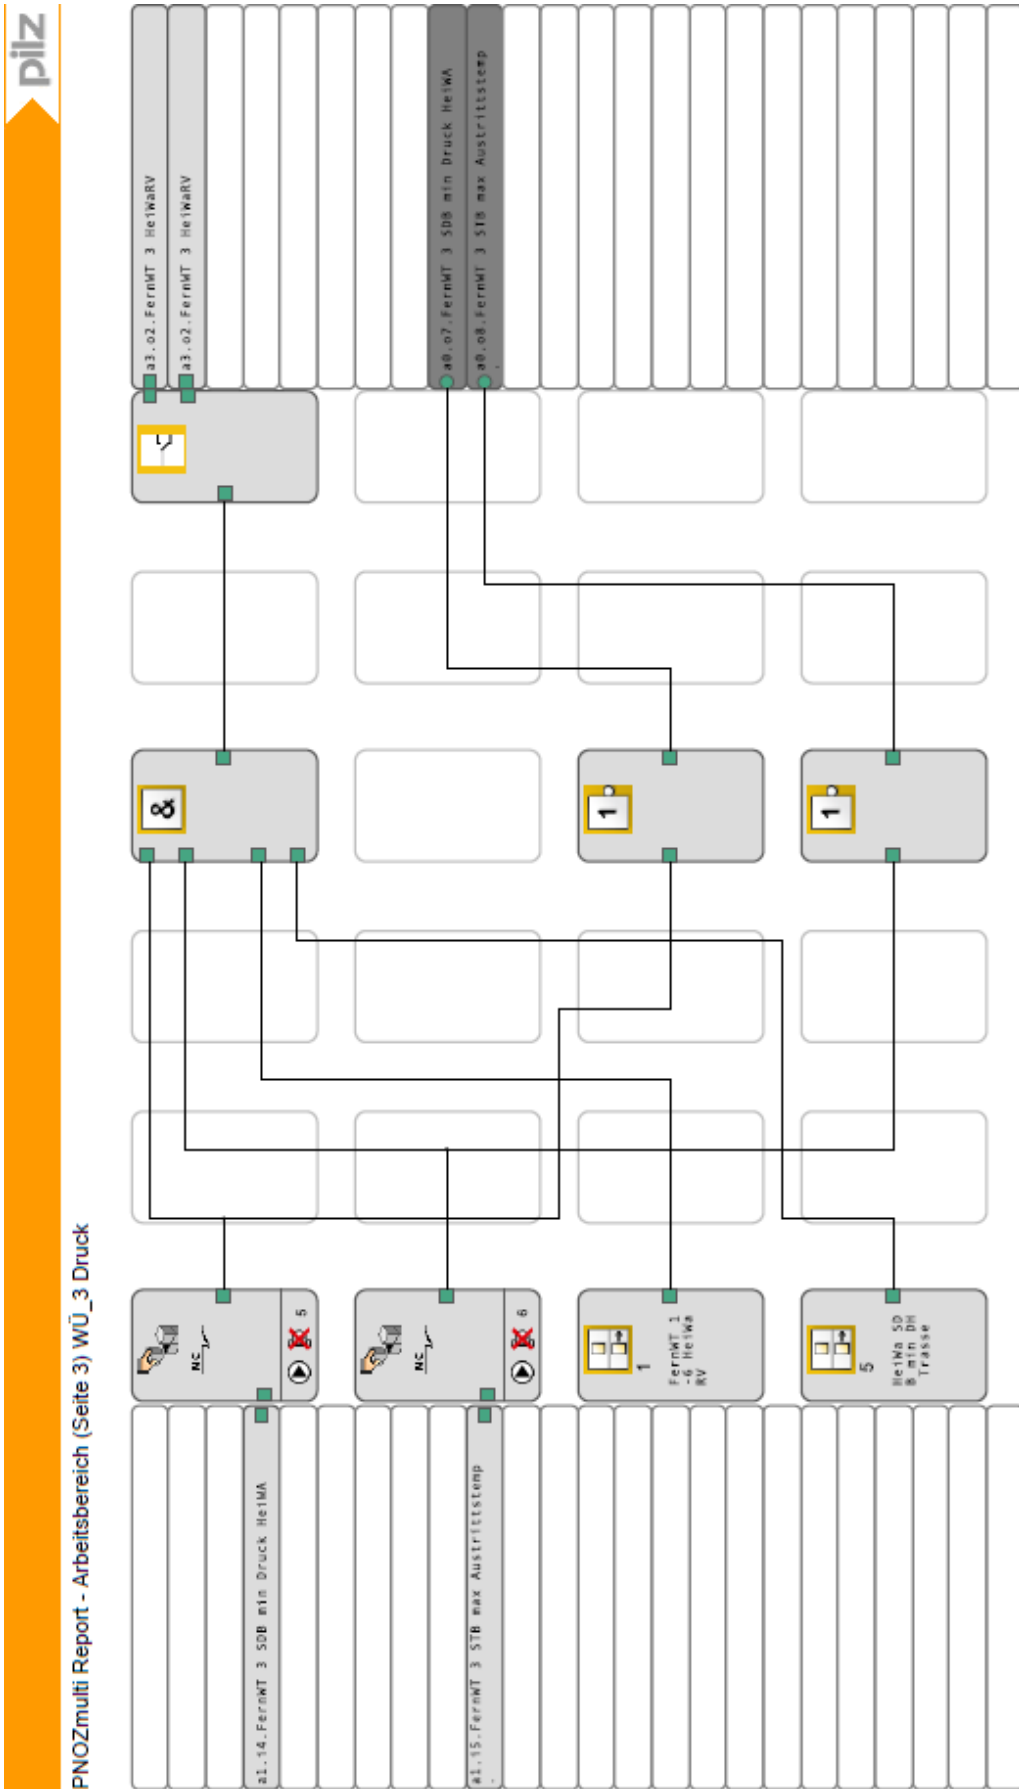 pilz
PNOZmulti Report - Arbeitsbereich (Seite 3) WÜ_3 Druck
a1.i4.FernWT 3 SDB min Druck HeiWA
NC
5
&
a3.o2.FernWT 3 HeiWaRV
a3.o2.FernWT 3 HeiWaRV
a1.i5.FernWT 3 STB max Austrittstemp
.
NC
6
a0.o7.FernWT 3 SDB min Druck HeiWA
a0.o8.FernWT 3 STB max Austrittstemp
.
1
FernWT 1
-6 HeiWa
RV
1
5
HeiWa SD
B min DH
Trasse
1